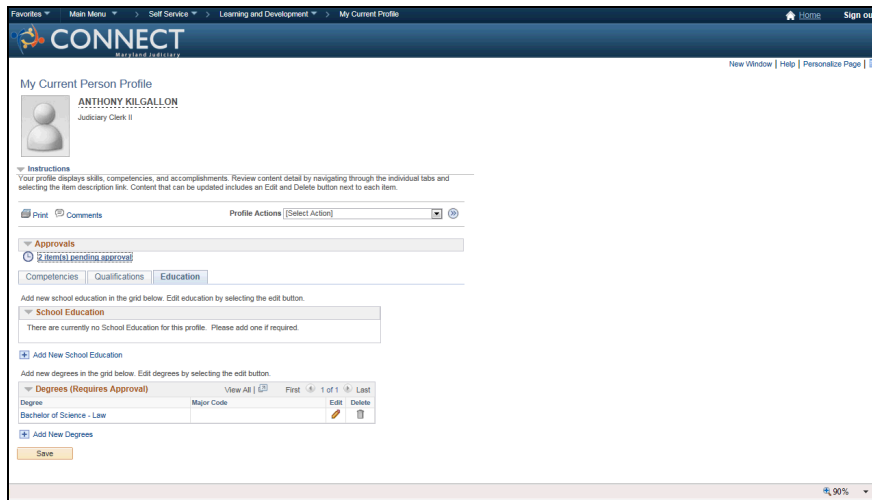 Favorites Main Menu > Self Service > Learning and Development > My Current Profile Home Sign ou
CONNECT
Maryland Judiciary
New Window | Help | Personalize Page |
My Current Person Profile
ANTHONY KILGALLON
Judiciary Clerk II
Instructions
Your profile displays skills, competencies, and accomplishments. Review content detail by navigating through the individual tabs and
selecting the item description link. Content that can be updated includes an Edit and Delete button next to each item.
Print Comments Profile Actions [Select Action]
Approvals
2 item(s) pending approval
Competencies Qualifications Education
Add new school education in the grid below. Edit education by selecting the edit button.
School Education
There are currently no School Education for this profile. Please add one if required.
Add New School Education
Add new degrees in the grid below. Edit degrees by selecting the edit button.
Degrees (Requires Approval) View All | First 1 of 1 Last
Degree Major Code Edit Delete
Bachelor of Science - Law
Add New Degrees
Save
90%